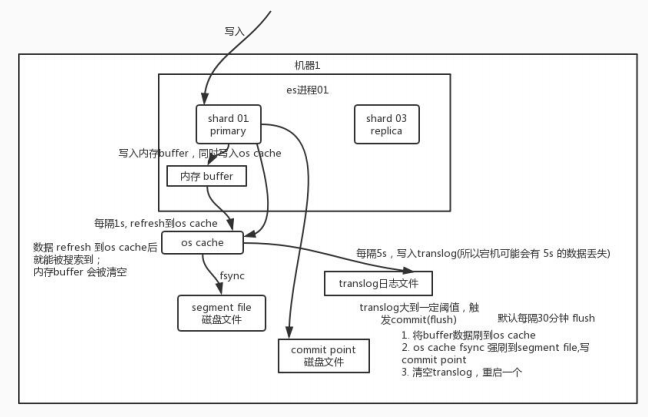 写入
机器1
es进程01
shard 01
primary
shard 03
replica
写入内存buffer，同时写入os cache
内存 buffer
每隔1s, refresh到os cache
os cache
数据 refresh 到os cache后
就能被搜索到；
内存buffer 会被清空
每隔5s，写入translog(所以宕机可能会有 5s 的数据丢失)
fsync
translog日志文件
segment file
磁盘文件
translog大到一定阈值，触
发commit(flush)
默认每隔30分钟 flush
commit point
磁盘文件
1. 将buffer数据刷到os cache
2. os cache fsync 强刷到segment file,写
commit point
3. 清空translog，重启一个